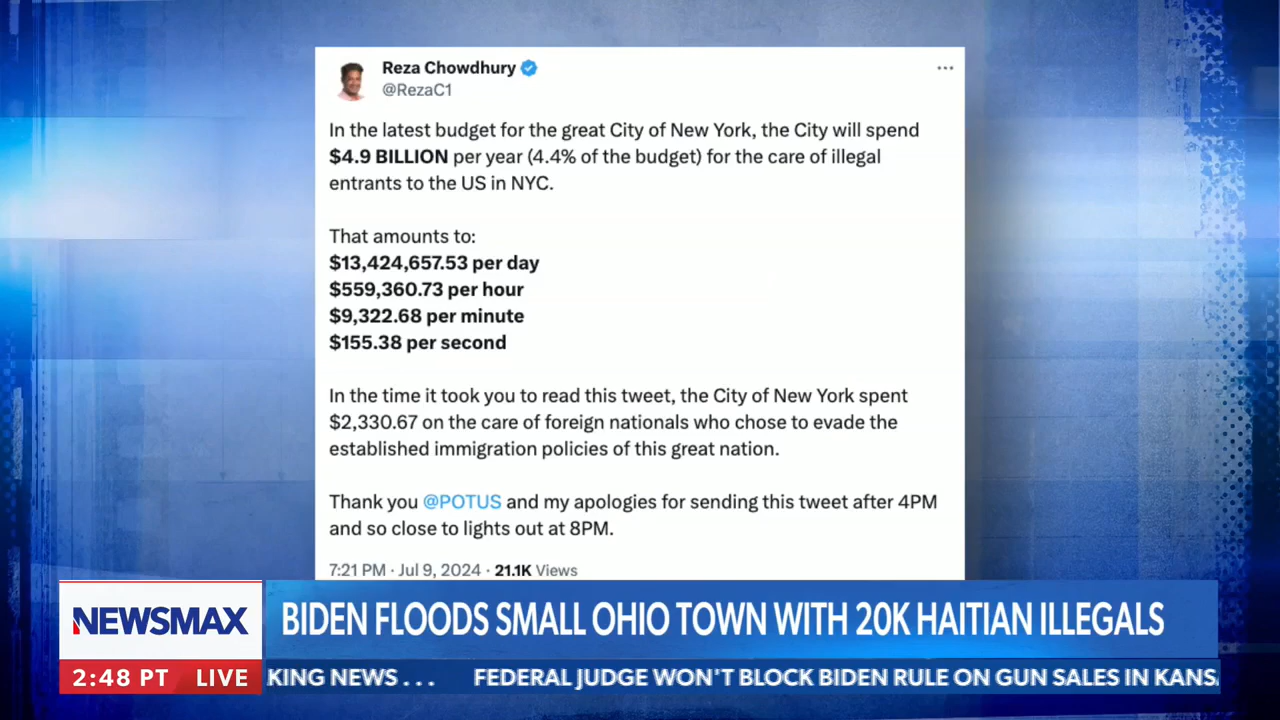 Reza Chowdhury
@RezaC1
In the latest budget for the great City of New York, the City will spend
$4.9 BILLION per year (4.4% of the budget) for the care of illegal
entrants to the US in NYC.
That amounts to:
$13,424,657.53 per day
$559,360.73 per hour
$9,322.68 per minute
$155.38 per second
In the time it took you to read this tweet, the City of New York spent
$2,330.67 on the care of foreign nationals who chose to evade the
established immigration policies of this great nation.
Thank you @POTUS and my apologies for sending this tweet after 4PM
and so close to lights out at 8PM.
7:21 PM · Jul 9, 2024 · 21.1K Views
NEWSMAX
BIDEN FLOODS SMALL OHIO TOWN WITH 20K HAITIAN ILLEGALS
2:48 PT LIVE
KING NEWS . . . FEDERAL JUDGE WON'T BLOCK BIDEN RULE ON GUN SALES IN KANS